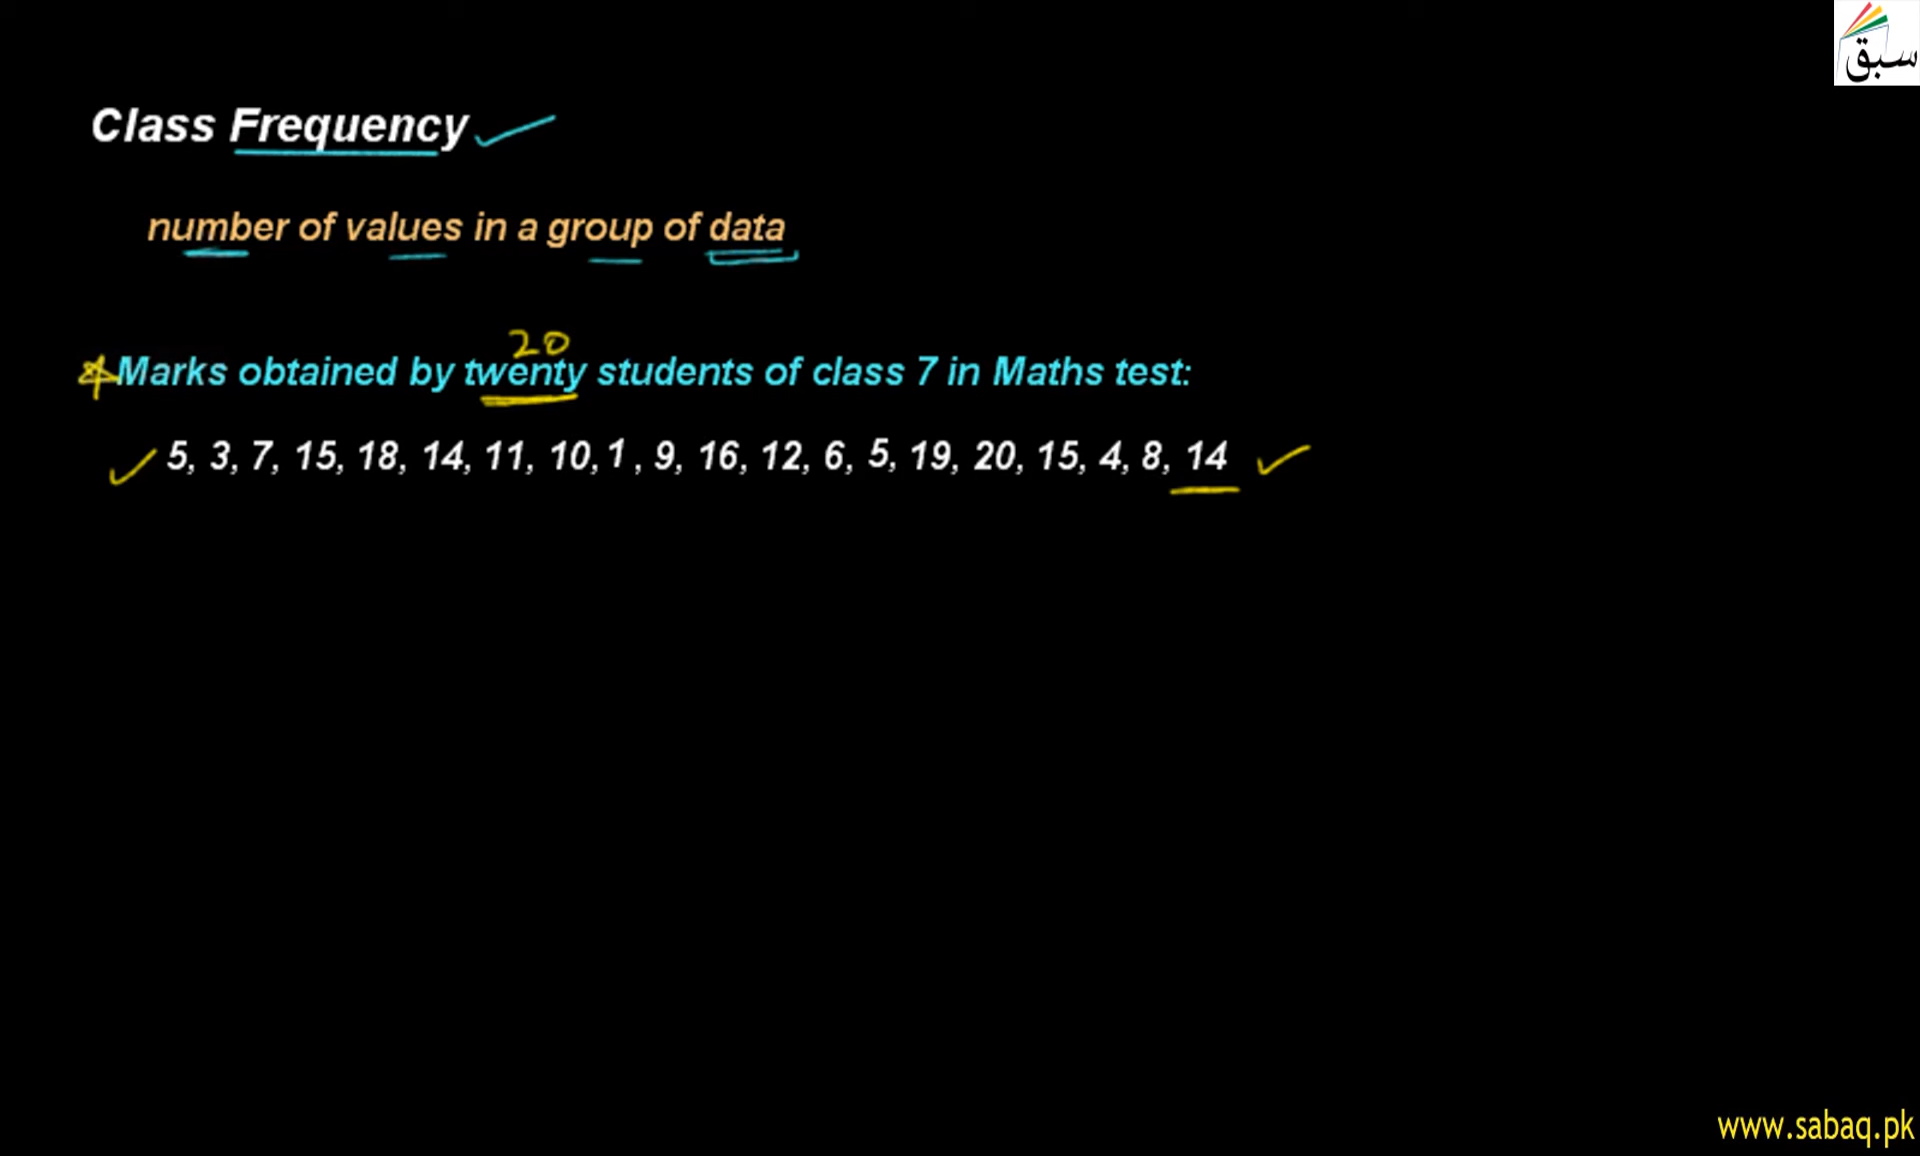 سبق
Class Frequency
number of values in a group of data
20
Marks obtained by twenty students of class 7 in Maths test:
5, 3, 7, 15, 18, 14, 11, 10, 1 , 9, 16, 12, 6, 5, 19, 20, 15, 4, 8, 14
www.sabaq.pk